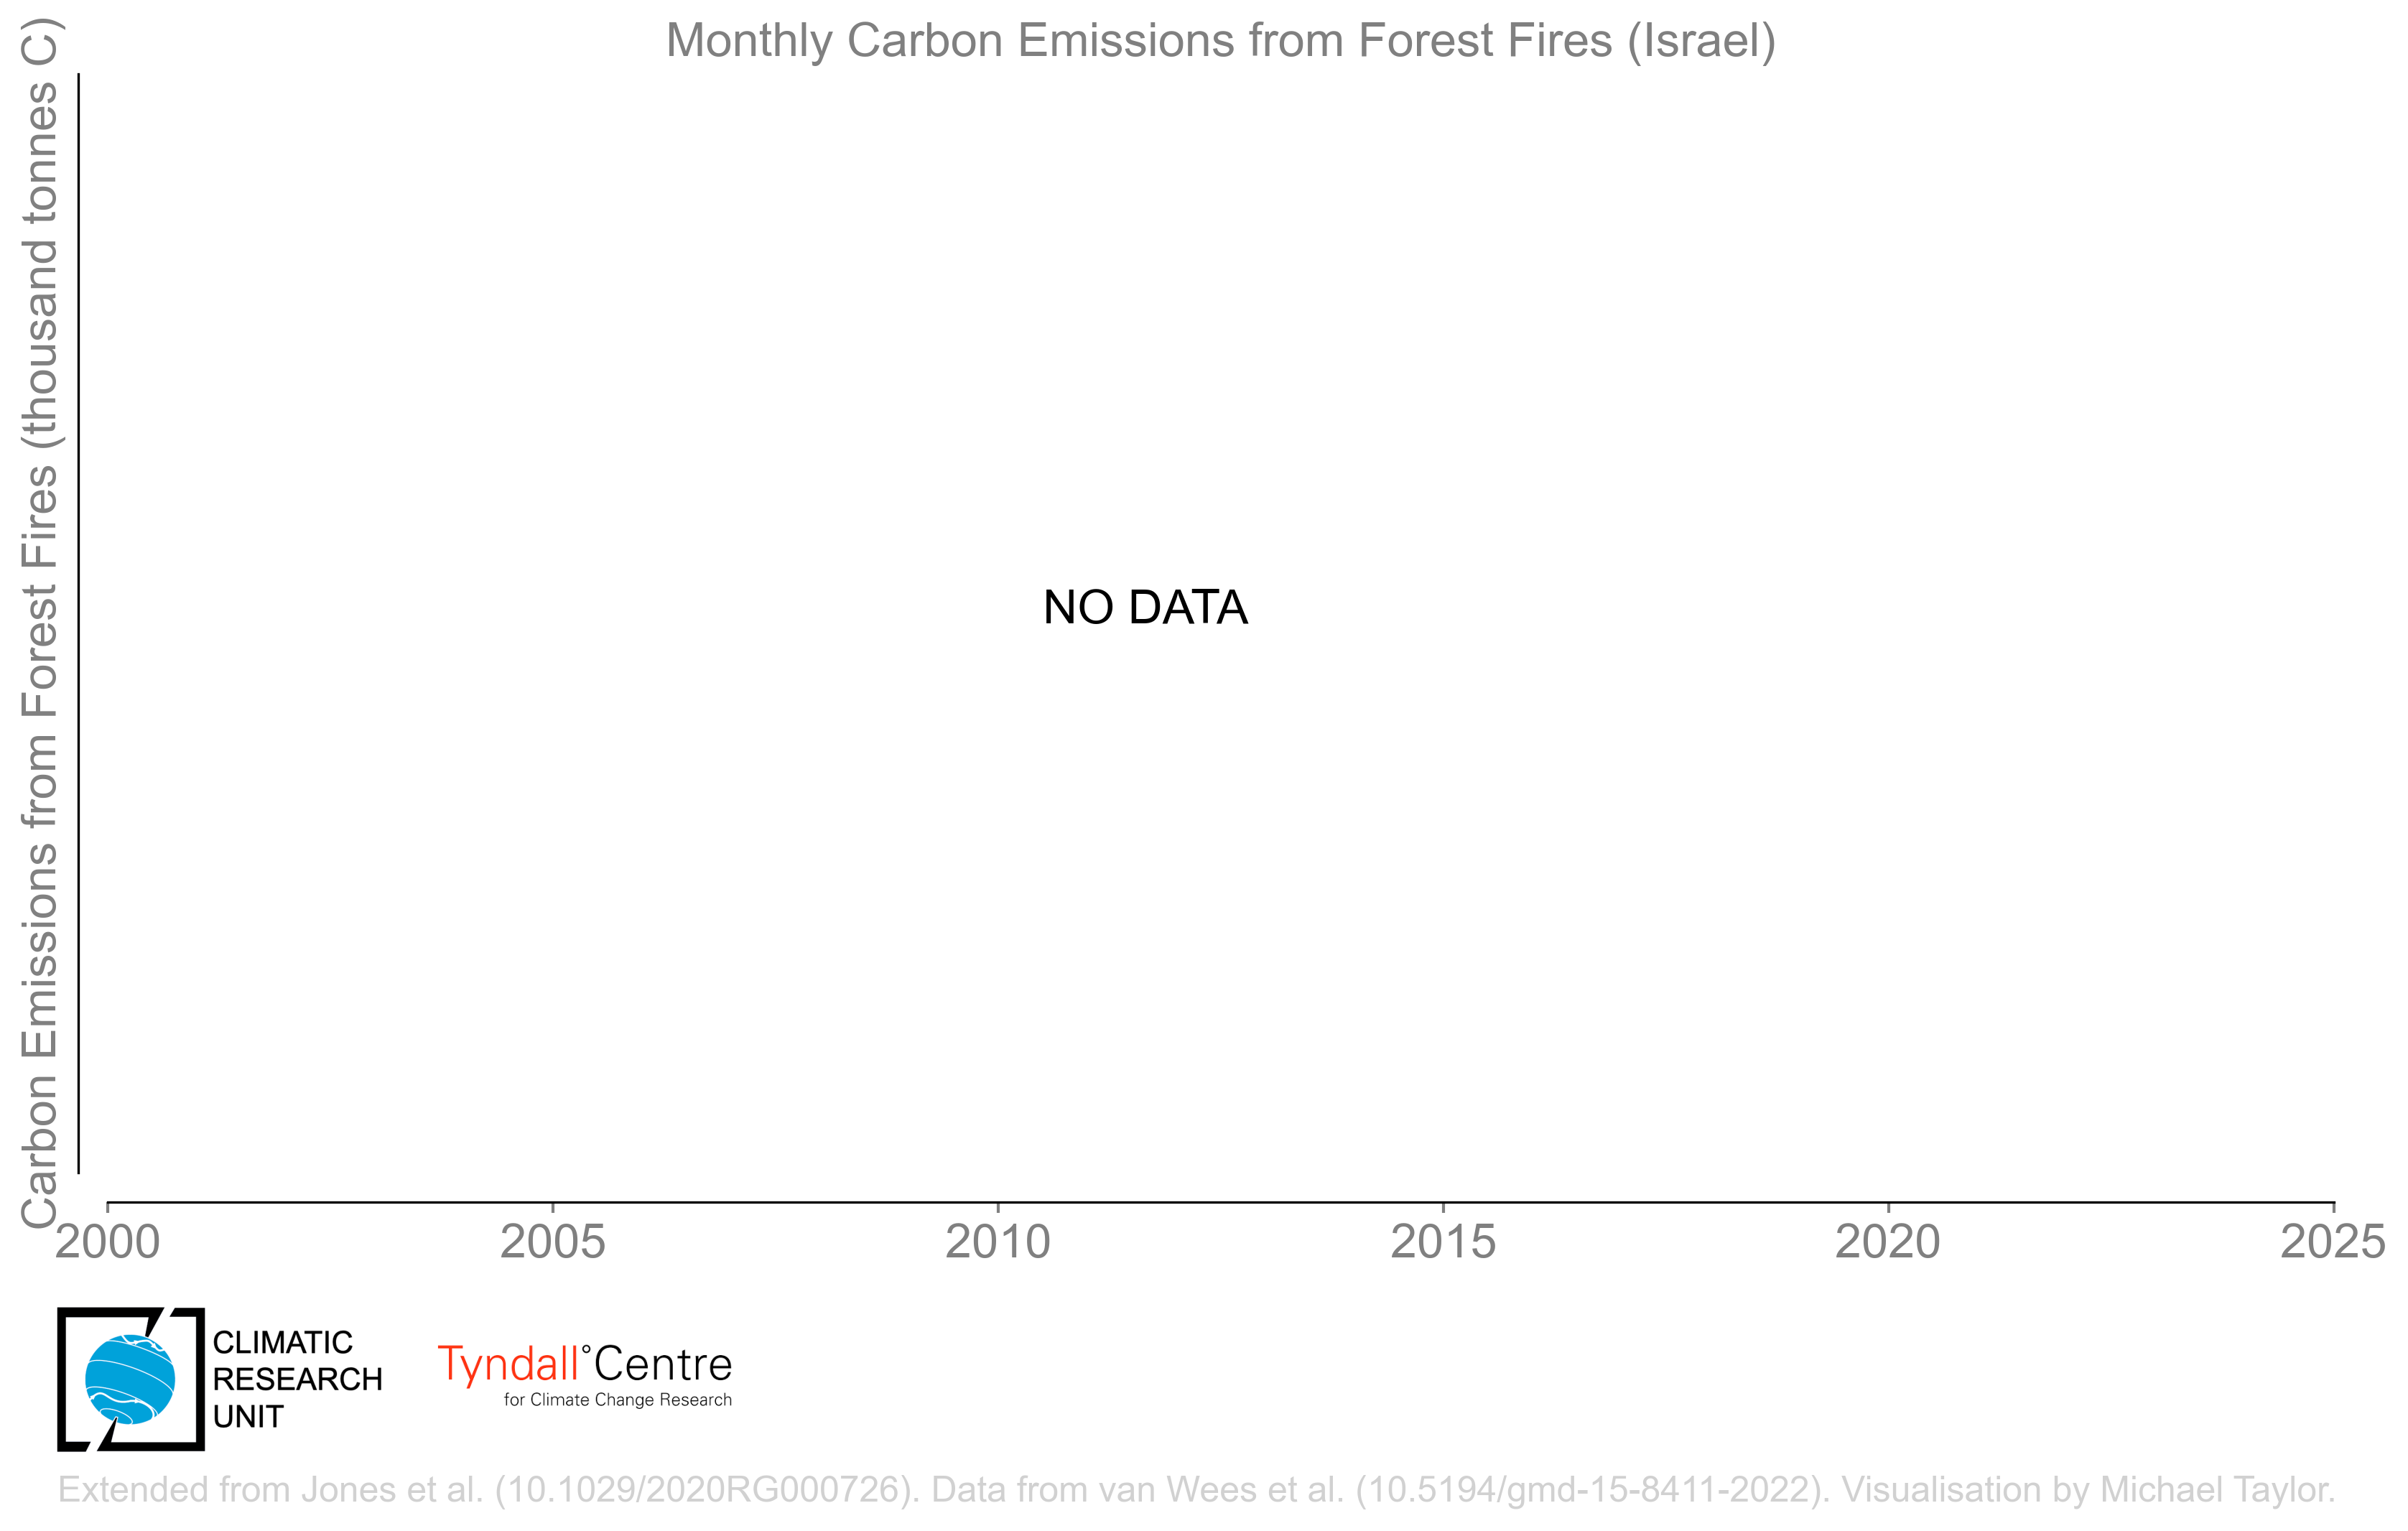 Monthly Carbon Emissions from Forest Fires (Israel)
Carbon Emissions from Forest Fires (thousand tonnes C)
NO DATA
2000 2005 2010 2015 2020 2025
CLIMATIC
RESEARCH
UNIT
Tyndall°Centre
for Climate Change Research
Extended from Jones et al. (10.1029/2020RG000726). Data from van Wees et al. (10.5194/gmd-15-8411-2022). Visualisation by Michael Taylor.